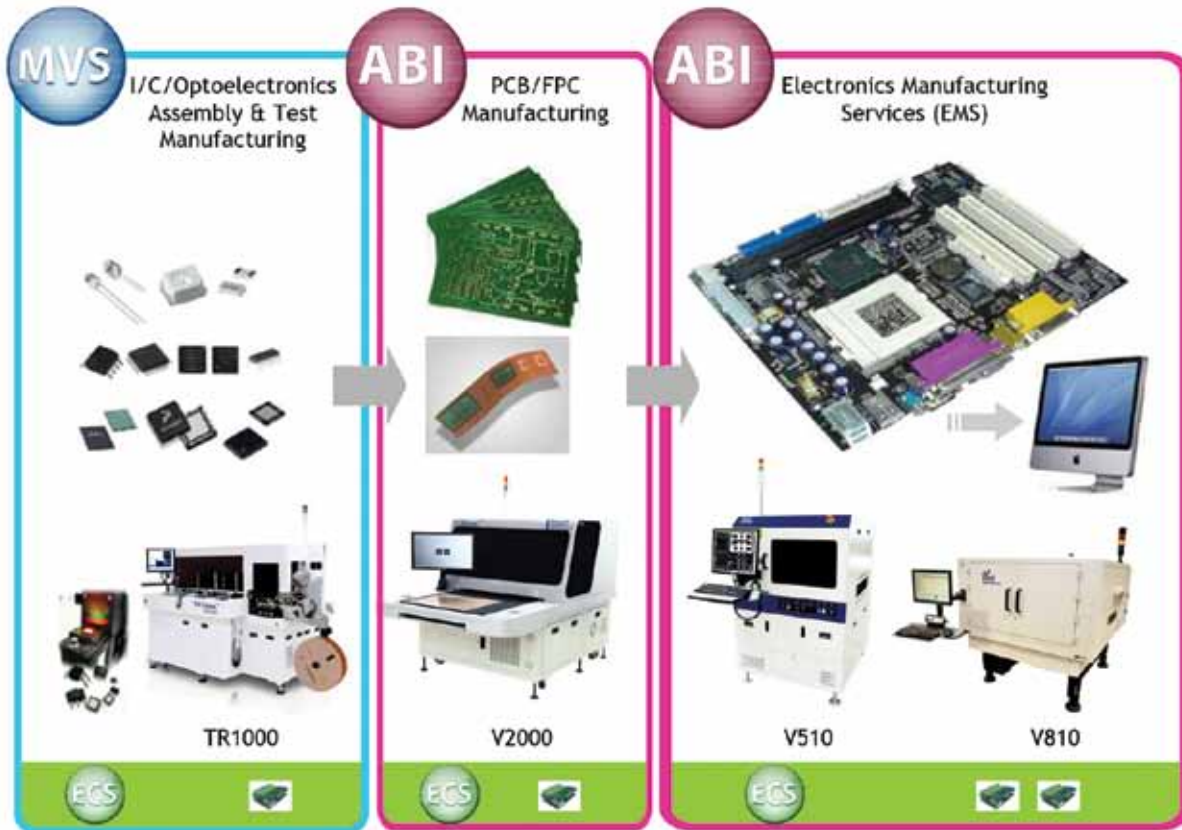 MVS
I/C/Optoelectronics
Assembly & Test
Manufacturing
TR1000
ECS
ABI
PCB/FPC
Manufacturing
V2000
ECS
ABI
Electronics Manufacturing
Services (EMS)
V510
V810
ECS